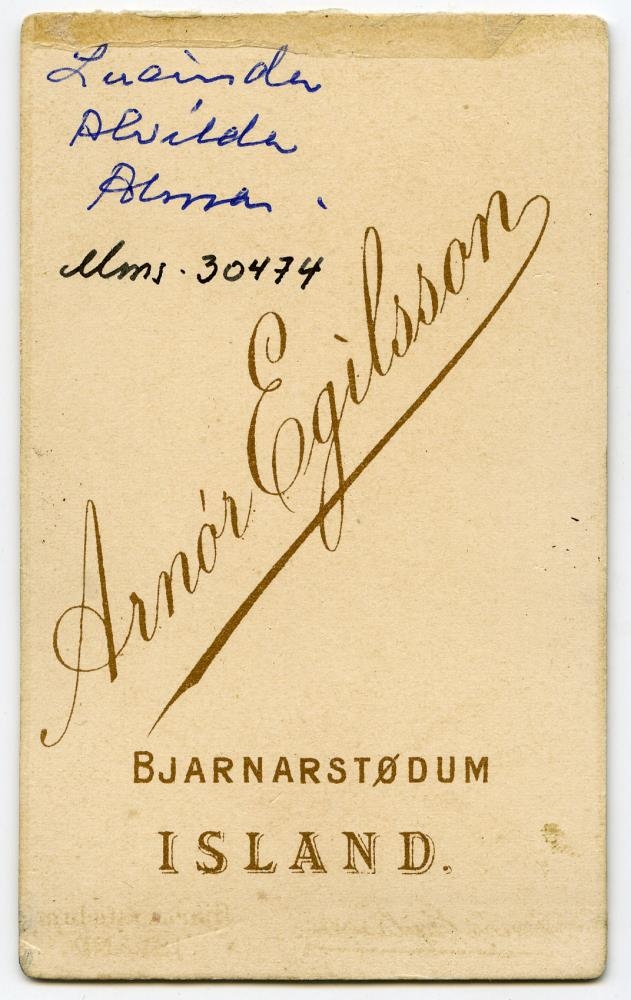 Lucinda
Alvilda
Alma.
Mms. 30474
Arnór Egilsson
BJARNARSTØDUM
ISLAND.